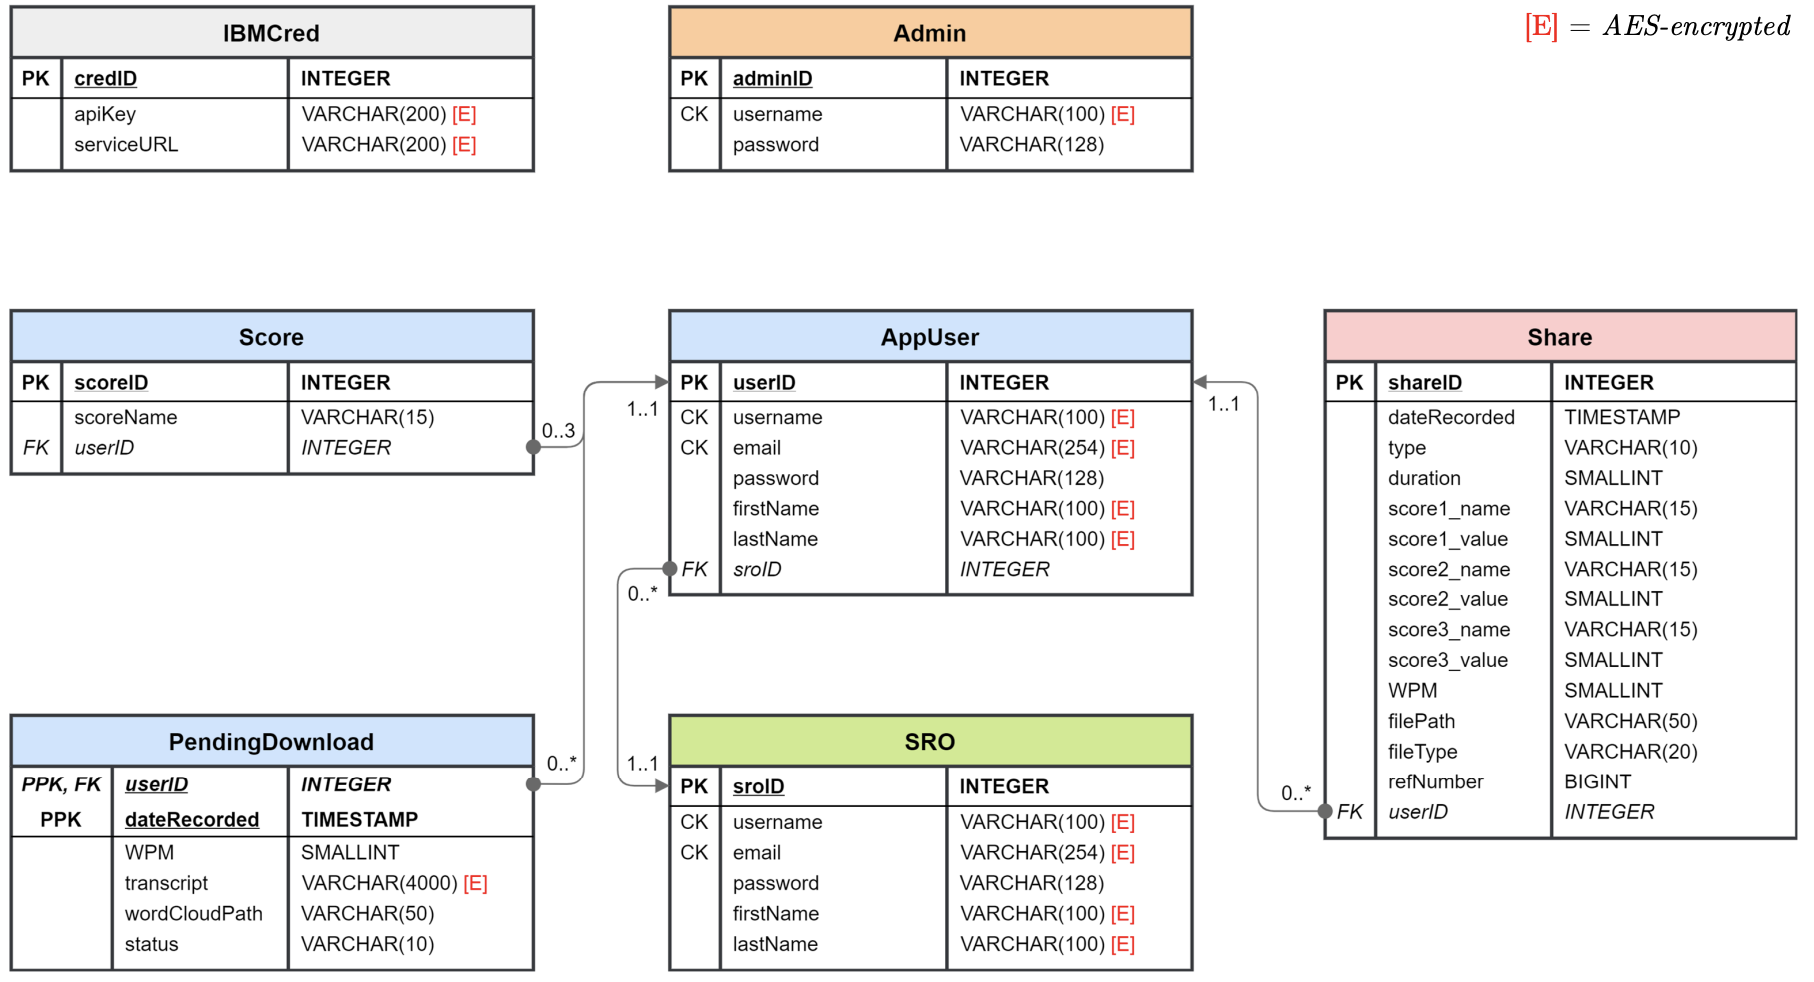 [E] = AES-encrypted
IBMCred
PK credID INTEGER
apiKey VARCHAR(200) [E]
serviceURL VARCHAR(200) [E]
Admin
PK adminID INTEGER
CK username VARCHAR(100) [E]
password VARCHAR(128)
Score
PK scoreID INTEGER
scoreName VARCHAR(15)
FK userID INTEGER
0..3
1..1
AppUser
PK userID INTEGER
CK username VARCHAR(100) [E]
CK email VARCHAR(254) [E]
password VARCHAR(128)
firstName VARCHAR(100) [E]
lastName VARCHAR(100) [E]
FK sroID INTEGER
0..*
1..1
Share
PK shareID INTEGER
dateRecorded TIMESTAMP
type VARCHAR(10)
duration SMALLINT
score1_name VARCHAR(15)
score1_value SMALLINT
score2_name VARCHAR(15)
score2_value SMALLINT
score3_name VARCHAR(15)
score3_value SMALLINT
WPM SMALLINT
filePath VARCHAR(50)
fileType VARCHAR(20)
refNumber BIGINT
FK userID INTEGER
0..*
PendingDownload
PPK, FK userID INTEGER
PPK dateRecorded TIMESTAMP
WPM SMALLINT
transcript VARCHAR(4000) [E]
wordCloudPath VARCHAR(50)
status VARCHAR(10)
0..*
1..1
SRO
PK sroID INTEGER
CK username VARCHAR(100) [E]
CK email VARCHAR(254) [E]
password VARCHAR(128)
firstName VARCHAR(100) [E]
lastName VARCHAR(100) [E]